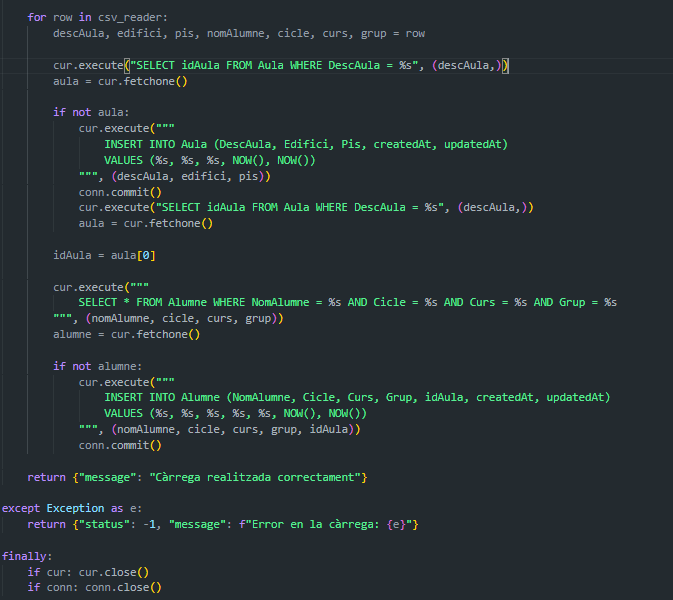 for row in csv_reader:
descAula, edifici, pis, nomAlumne, cicle, curs, grup = row
cur.execute("SELECT idAula FROM Aula WHERE DescAula = %s", (descAula,))
aula = cur.fetchone()
if not aula:
cur.execute("""
INSERT INTO Aula (DescAula, Edifici, Pis, createdAt, updatedAt)
VALUES (%s, %s, %s, NOW(), NOW())
""", (descAula, edifici, pis))
conn.commit()
cur.execute("SELECT idAula FROM Aula WHERE DescAula = %s", (descAula,))
aula = cur.fetchone()
idAula = aula[0]
cur.execute("""
SELECT * FROM Alumne WHERE NomAlumne = %s AND Cicle = %s AND Curs = %s AND Grup = %s
""", (nomAlumne, cicle, curs, grup))
alumne = cur.fetchone()
if not alumne:
cur.execute("""
INSERT INTO Alumne (NomAlumne, Cicle, Curs, Grup, idAula, createdAt, updatedAt)
VALUES (%s, %s, %s, %s, %s, NOW(), NOW())
""", (nomAlumne, cicle, curs, grup, idAula))
conn.commit()
return {"message": "Càrrega realitzada correctament"}
except Exception as e:
return {"status": -1, "message": f"Error en la càrrega: {e}"}
finally:
if cur: cur.close()
if conn: conn.close()